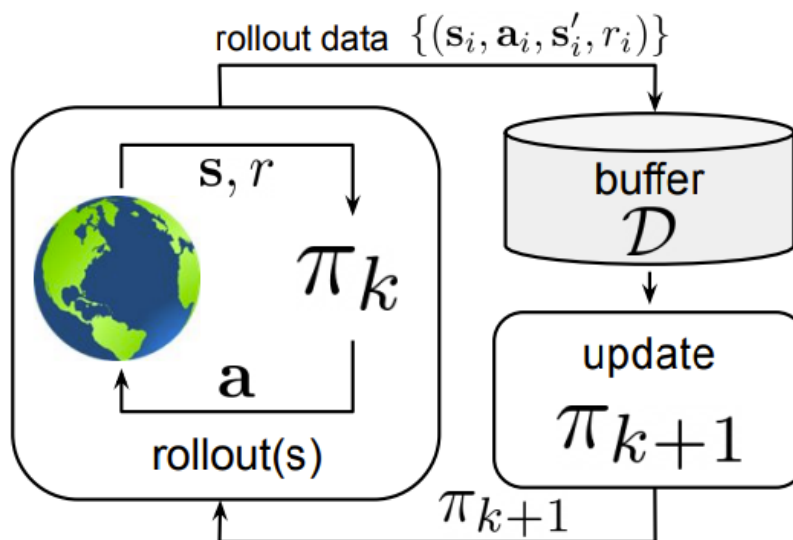 rollout data {(s_i, a_i, s'_i, r_i)}
s, r
π_k
a
rollout(s)
buffer
𝒟
update
π_{k+1}
π_{k+1}